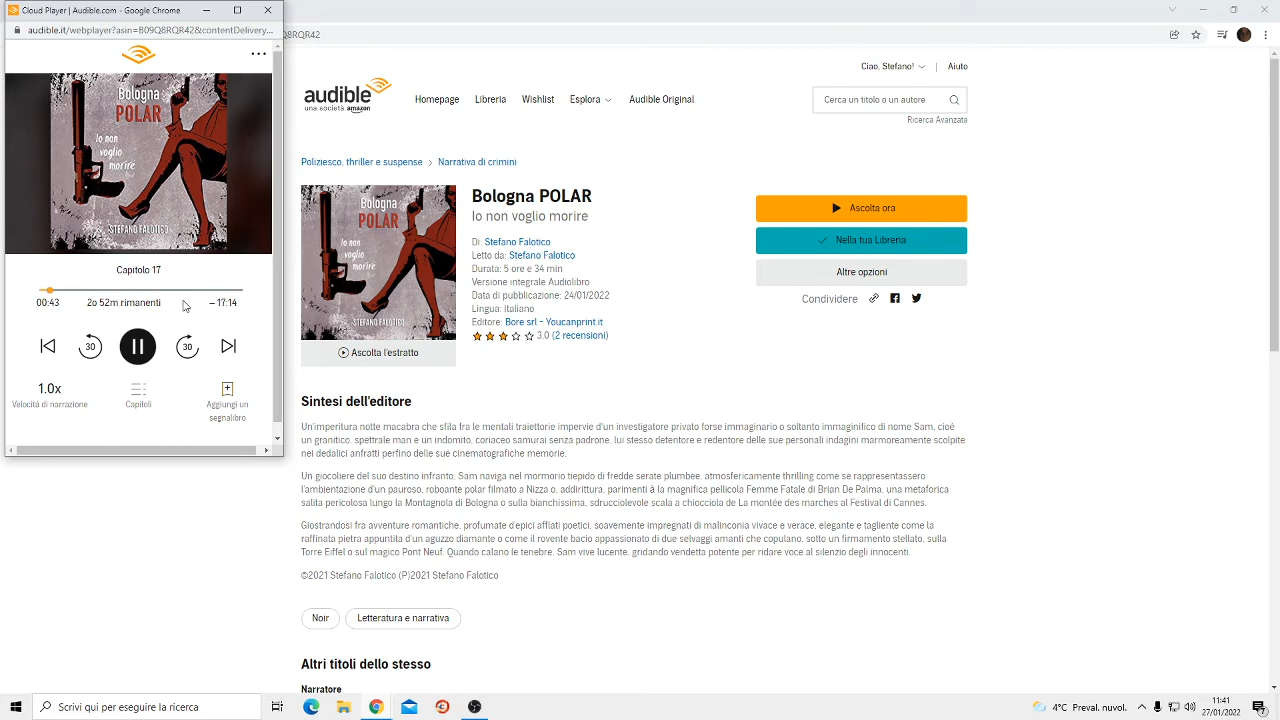 Cloud Player | Audible.com - Google Chrome
audible.it/webplayer?asin=B09Q8RQR42&contentDelivery...
Q8RQR42
Bologna
POLAR
Io non
voglio
morire
STEFANO FALOTICO
Capitolo 17
00:43
2o 52m rimanenti
– 17:14
30
30
1.0x
Velocità di narrazione
Capitoli
Aggiungi un
segnalibro
Ciao, Stefano!
Aiuto
audible
una società amazon
Homepage
Libreria
Wishlist
Esplora
Audible Original
Cerca un titolo o un autore
Ricerca Avanzata
Poliziesco, thriller e suspense
Narrativa di crimini
Bologna
POLAR
Io non
voglio
morire
STEFANO FALOTICO
Ascolta l'estratto
Bologna POLAR
Io non voglio morire
Di: Stefano Falotico
Letto da: Stefano Falotico
Durata: 5 ore e 34 min
Versione integrale Audiolibro
Data di pubblicazione: 24/01/2022
Lingua: Italiano
Editore: Bore srl - Youcanprint.it
3.0 (2 recensioni)
Ascolta ora
Nella tua Libreria
Altre opzioni
Condividere
Sintesi dell'editore
Un'imperitura notte macabra che sfila fra le mentali traiettorie impervie d'un investigatore privato forse immaginario o soltanto immaginifico di nome Sam, cioè
un granitico, spettrale man e un indomito, coriaceo samurai senza padrone, lui stesso detentore e redentore delle sue personali indagini marmoreamente scolpite
nei dedalici anfratti perfino delle sue cinematografiche memorie.
Un giocoliere del suo destino infranto, Sam naviga nel mormorio tiepido di fredde serate plumbee, atmosfericamente thrilling come se rappresentassero
l'ambientazione d'un pauroso, roboante polar filmato a Nizza o, addirittura, parimenti à la magnifica pellicola Femme Fatale di Brian De Palma, una metaforica
salita pericolosa lungo la Montagnola di Bologna o sulla bianchissima, sdrucciolevole scala a chiocciola de La montée des marches al Festival di Cannes.
Giostrandosi fra avventure romantiche, profumate d'epici afflati poetici, soavemente impregnati di malinconia vivace e verace, elegante e tagliente come la
raffinata pietra appuntita d'un aguzzo diamante o come il rovente bacio appassionato di due selvaggi amanti che copulano, sotto un firmamento stellato, sulla
Torre Eiffel o sul magico Pont Neuf. Quando calano le tenebre, Sam vive lucente, gridando vendetta potente per ridare voce al silenzio degli innocenti.
©2021 Stefano Falotico (P)2021 Stefano Falotico
Noir
Letteratura e narrativa
Altri titoli dello stesso
Narratore
Scrivi qui per eseguire la ricerca
4°C Preval. nuvol.
11:41
27/01/2022